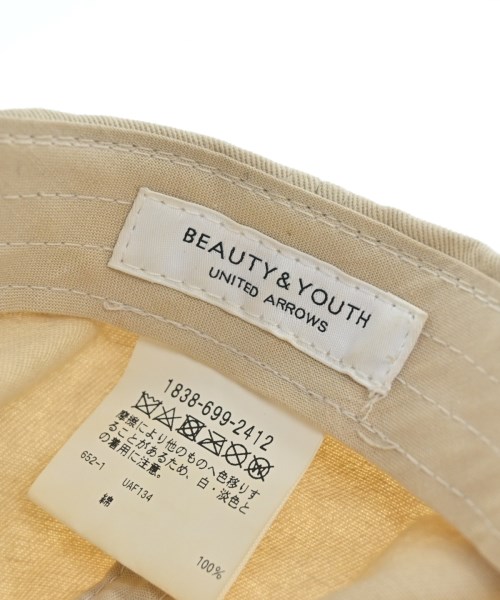 BEAUTY & YOUTH
UNITED ARROWS
1838-699-2412
摩擦により他のものへ色移りす
ることがあるため、白・淡色と
の着用に注意。
652-1 UAF134
綿 100%